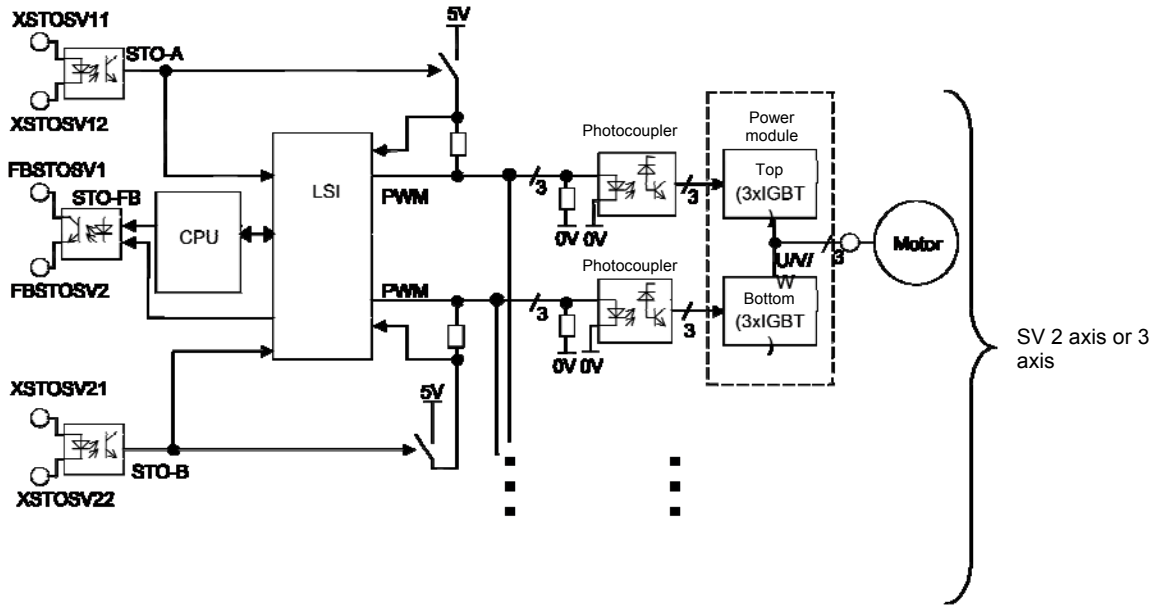 XSTOSV11
STO-A
XSTOSV12
5V
FBSTOSV1
STO-FB
CPU
FBSTOSV2
LSI
PWM
PWM
XSTOSV21
STO-B
XSTOSV22
5V
3
0V 0V
Photocoupler
3
3
0V 0V
Photocoupler
3
Power
module
Top
(3xIGBT
)
U/V/
W
3
Motor
Bottom
(3xIGBT
)
SV 2 axis or 3
axis